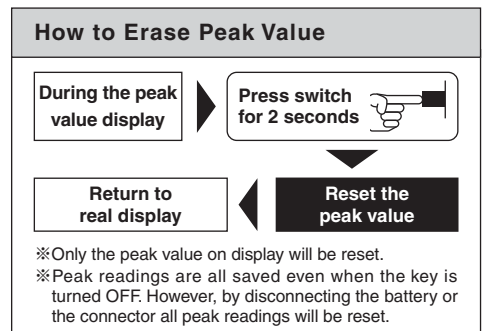 How to Erase Peak Value
During the peak
value display
Press switch
for 2 seconds
Reset the
peak value
Return to
real display
※Only the peak value on display will be reset.
※Peak readings are all saved even when the key is
turned OFF. However, by disconnecting the battery or
the connector all peak readings will be reset.